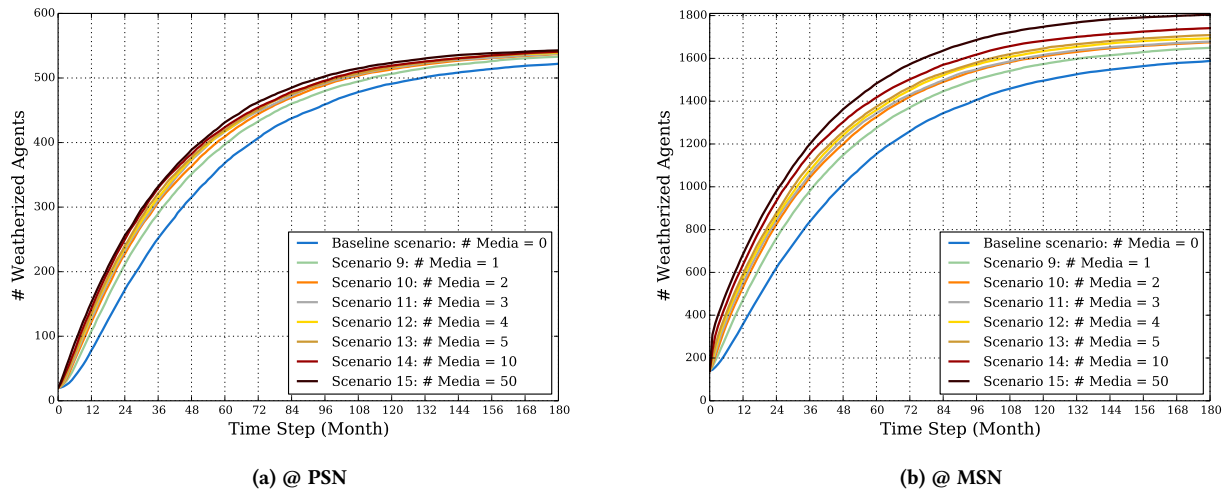 600
500
400
300
200
100
0
# Weatherized Agents
Baseline scenario: # Media = 0
Scenario 9: # Media = 1
Scenario 10: # Media = 2
Scenario 11: # Media = 3
Scenario 12: # Media = 4
Scenario 13: # Media = 5
Scenario 14: # Media = 10
Scenario 15: # Media = 50
0 12 24 36 48 60 72 84 96 108 120 132 144 156 168 180
Time Step (Month)
(a) @ PSN
1800
1600
1400
1200
1000
800
600
400
200
0
# Weatherized Agents
Baseline scenario: # Media = 0
Scenario 9: # Media = 1
Scenario 10: # Media = 2
Scenario 11: # Media = 3
Scenario 12: # Media = 4
Scenario 13: # Media = 5
Scenario 14: # Media = 10
Scenario 15: # Media = 50
0 12 24 36 48 60 72 84 96 108 120 132 144 156 168 180
Time Step (Month)
(b) @ MSN